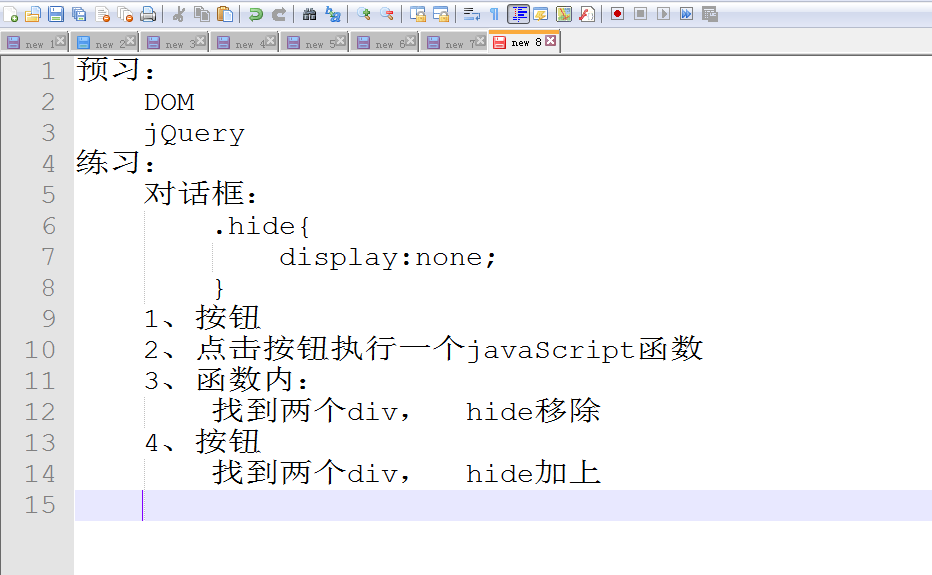 new 1 new 2 new 3 new 4 new 5 new 6 new 7 new 8
1 预习：
2 DOM
3 jQuery
4 练习：
5 对话框：
6 .hide{
7 display:none;
8 }
9 1、按钮
10 2、点击按钮执行一个javaScript函数
11 3、函数内：
12 找到两个div， hide移除
13 4、按钮
14 找到两个div， hide加上
15